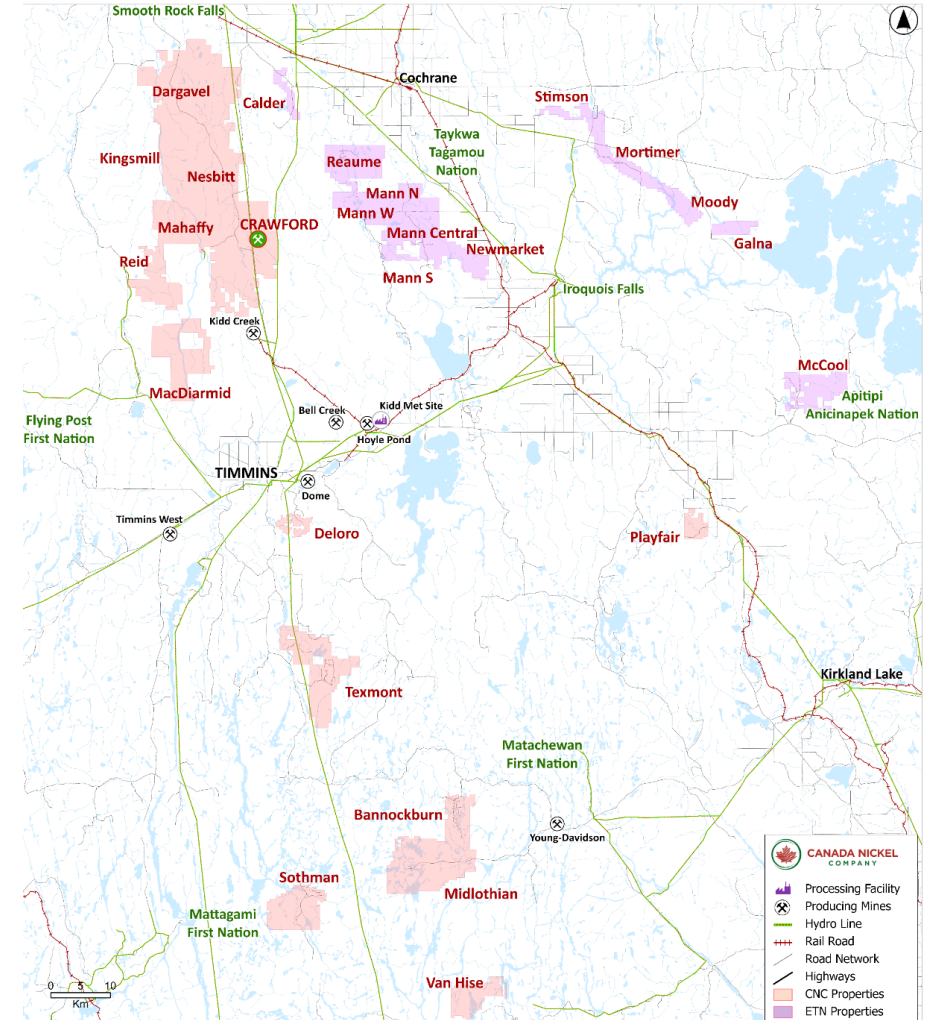 Smooth Rock Falls
Cochrane
Dargavel
Calder
Stimson
Taykwa
Tagamou
Nation
Kingsmill
Reaume
Mortimer
Nesbitt
Mann N
Moody
Mann W
Mahaffy
CRAWFORD
Mann Central
Galna
Newmarket
Reid
Mann S
Iroquois Falls
Kidd Creek
McCool
MacDiarmid
Apitipi
Anicinapek Nation
Flying Post
First Nation
Bell Creek
Kidd Met Site
Hoyle Pond
TIMMINS
Dome
Timmins West
Deloro
Playfair
Kirkland Lake
Texmont
Matachewan
First Nation
Bannockburn
Young-Davidson
Sothman
Midlothian
Mattagami
First Nation
Van Hise
0 5 10
Km
CANADA NICKEL
COMPANY
Processing Facility
Producing Mines
Hydro Line
Rail Road
Road Network
Highways
CNC Properties
ETN Properties